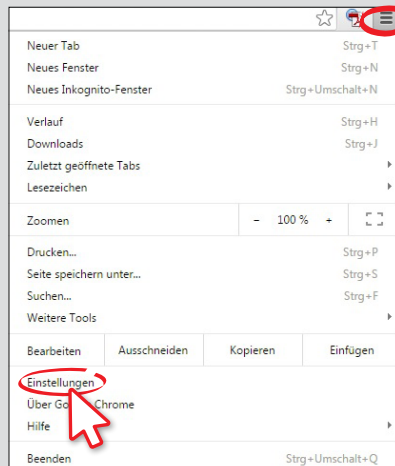 Neuer Tab Strg+T
Neues Fenster Strg+N
Neues Inkognito-Fenster Strg+Umschalt+N
Verlauf Strg+H
Downloads Strg+J
Zuletzt geöffnete Tabs
Lesezeichen
Zoomen - 100 % +
Drucken... Strg+P
Seite speichern unter... Strg+S
Suchen... Strg+F
Weitere Tools
Bearbeiten Ausschneiden Kopieren Einfügen
Einstellungen
Über Chrome
Hilfe
Beenden Strg+Umschalt+Q